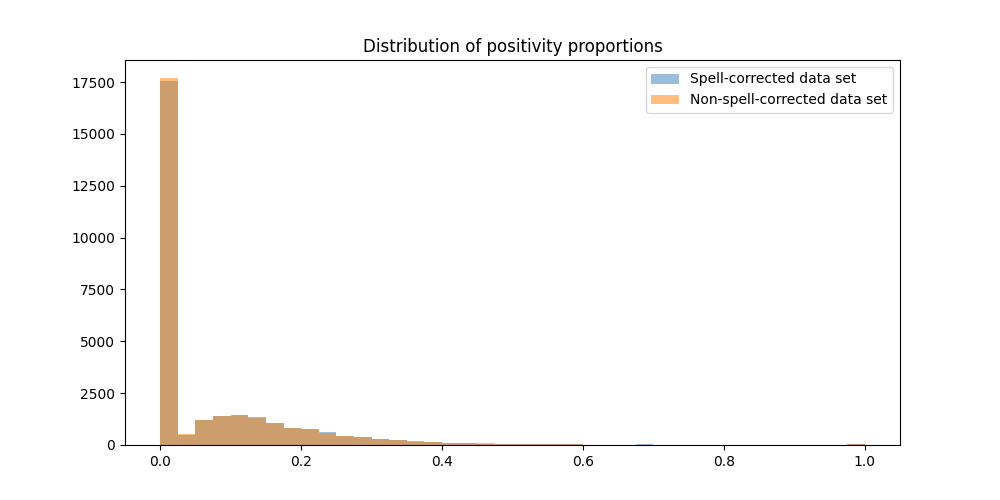 Distribution of positivity proportions
Spell-corrected data set
Non-spell-corrected data set
17500
15000
12500
10000
7500
5000
2500
0
0.0 0.2 0.4 0.6 0.8 1.0